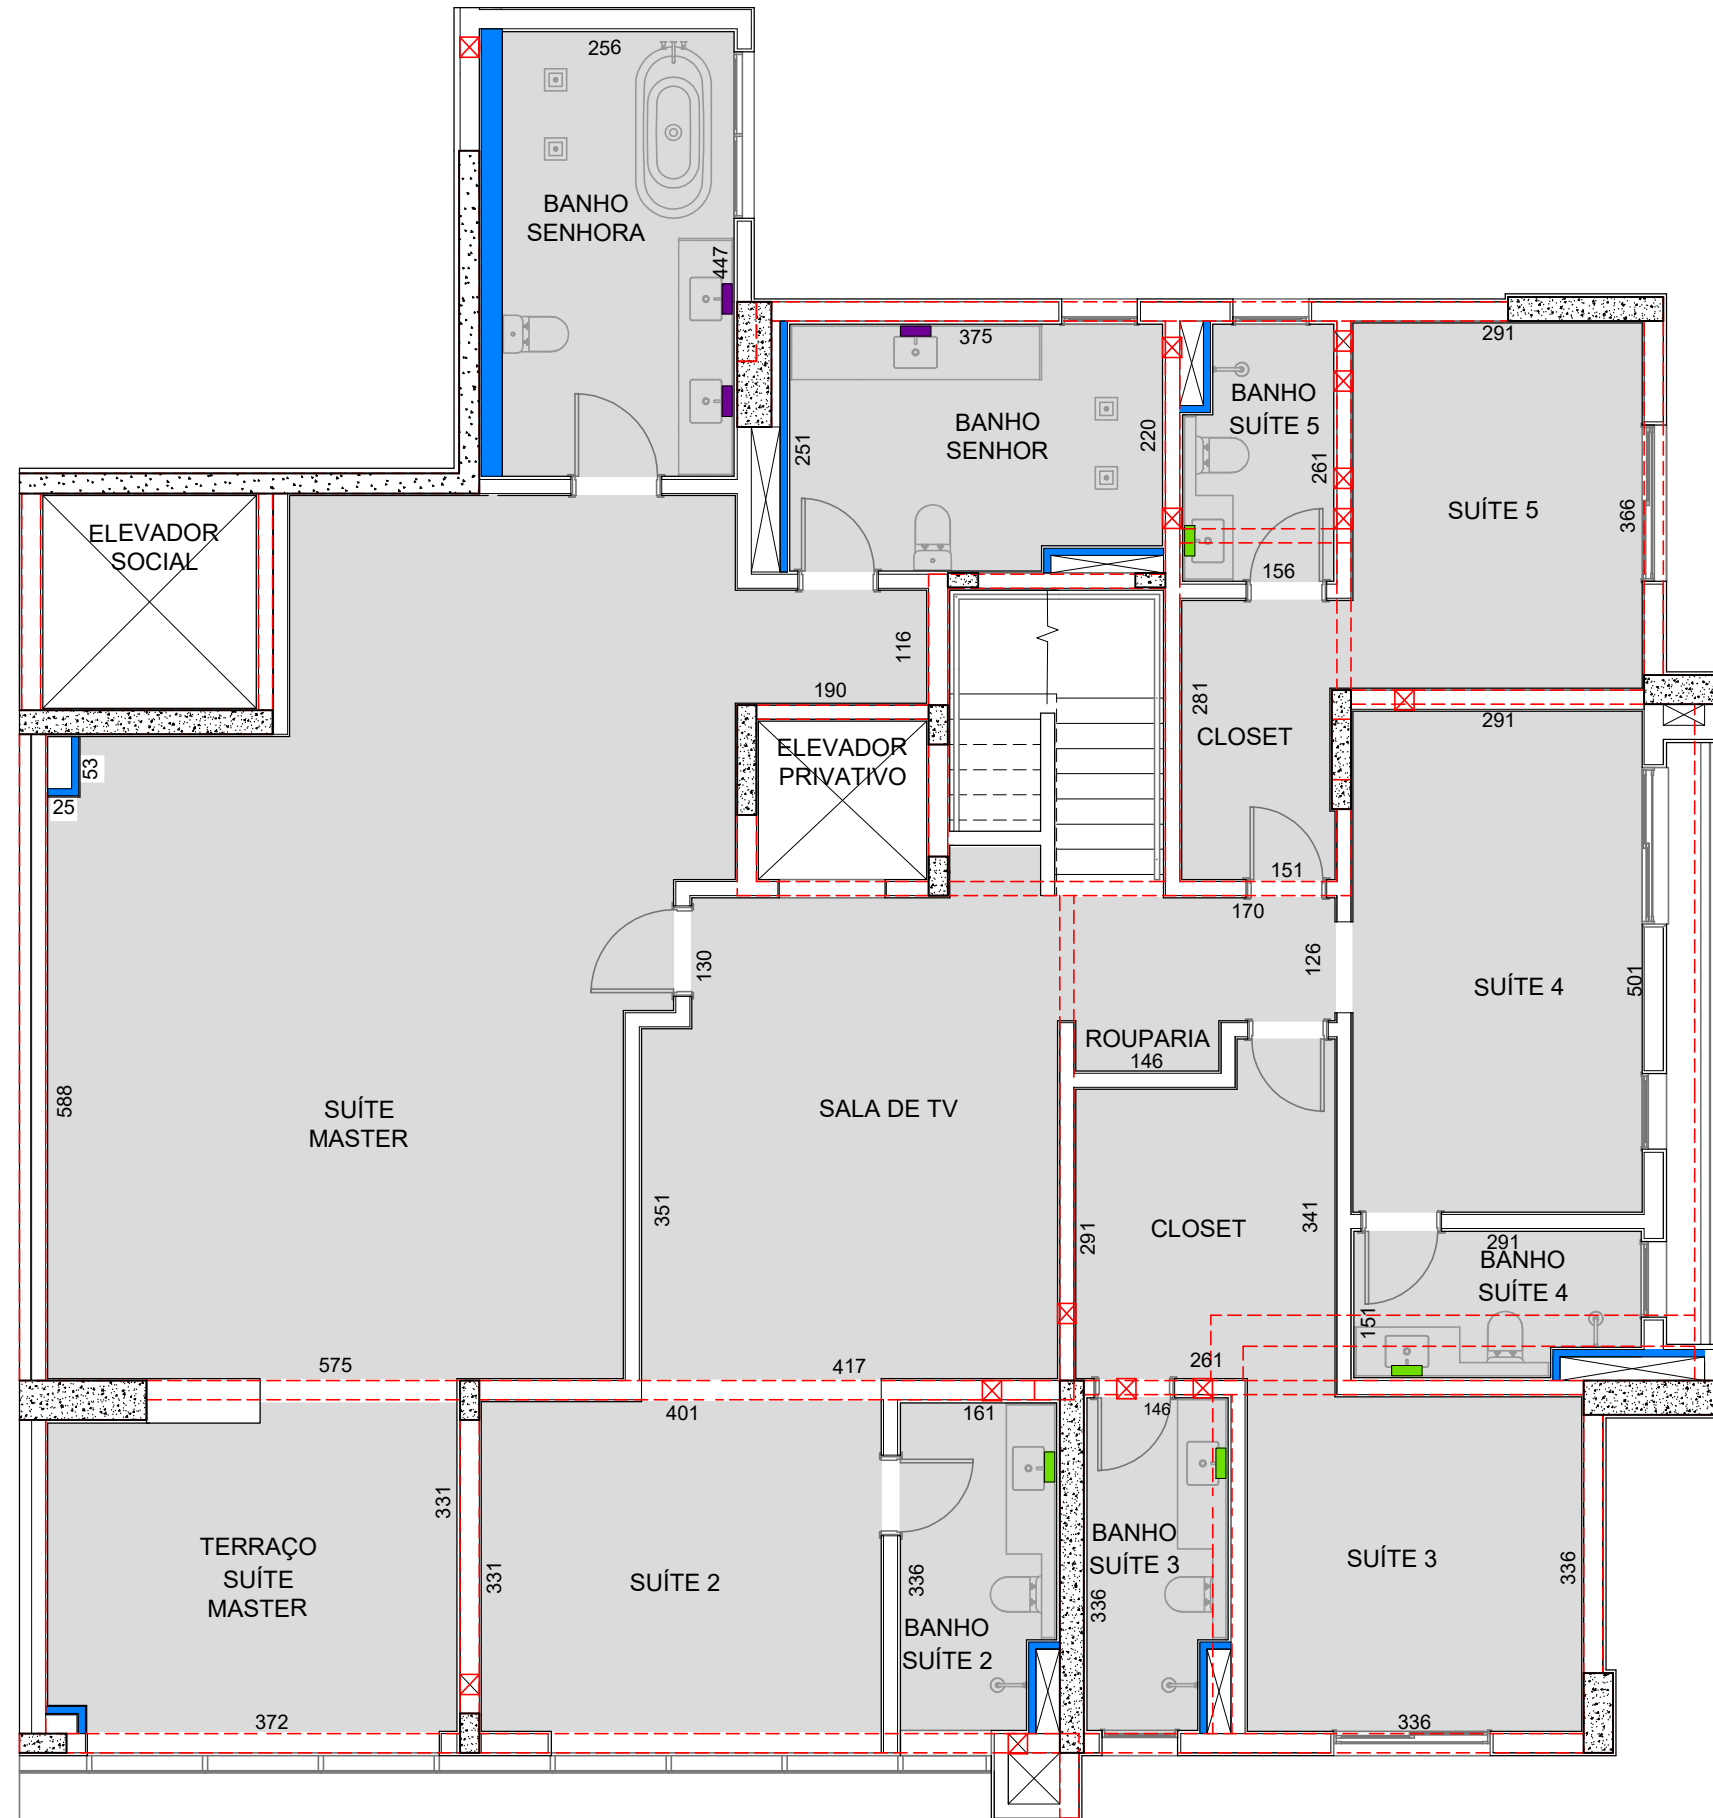 256
BANHO
SENHORA
447
375
BANHO
SENHOR
251
220
BANHO
SUÍTE 5
261
156
291
SUÍTE 5
366
ELEVADOR
SOCIAL
116
190
281
CLOSET
291
ELEVADOR
PRIVATIVO
53
25
151
170
130
126
SUÍTE 4
501
ROUPARIA
146
588
SUÍTE
MASTER
SALA DE TV
351
291
CLOSET
341
291
BANHO
SUÍTE 4
151
575
417
261
401
161
146
331
331
TERRAÇO
SUÍTE
MASTER
SUÍTE 2
336
BANHO
SUÍTE 2
BANHO
SUÍTE 3
336
SUÍTE 3
336
372
336